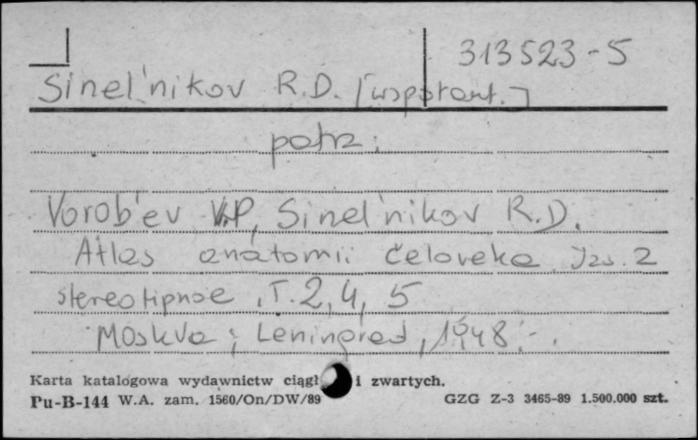 313523-5
Sinel'nikov R.D. [współaut.]
patrz:
Vorob'ev V.P, Sinel'nikov R.D.
Atlas anatomii čeloveka. Izd. 2
stereotipnoe, T. 2, 4, 5
Moskva; Leningrad, 1948-.
Karta katalogowa wydawnictw ciągł i zwartych.
Pu-B-144 W.A. zam. 1560/On/DW/89 GZG Z-3 3465-89 1.500.000 szt.